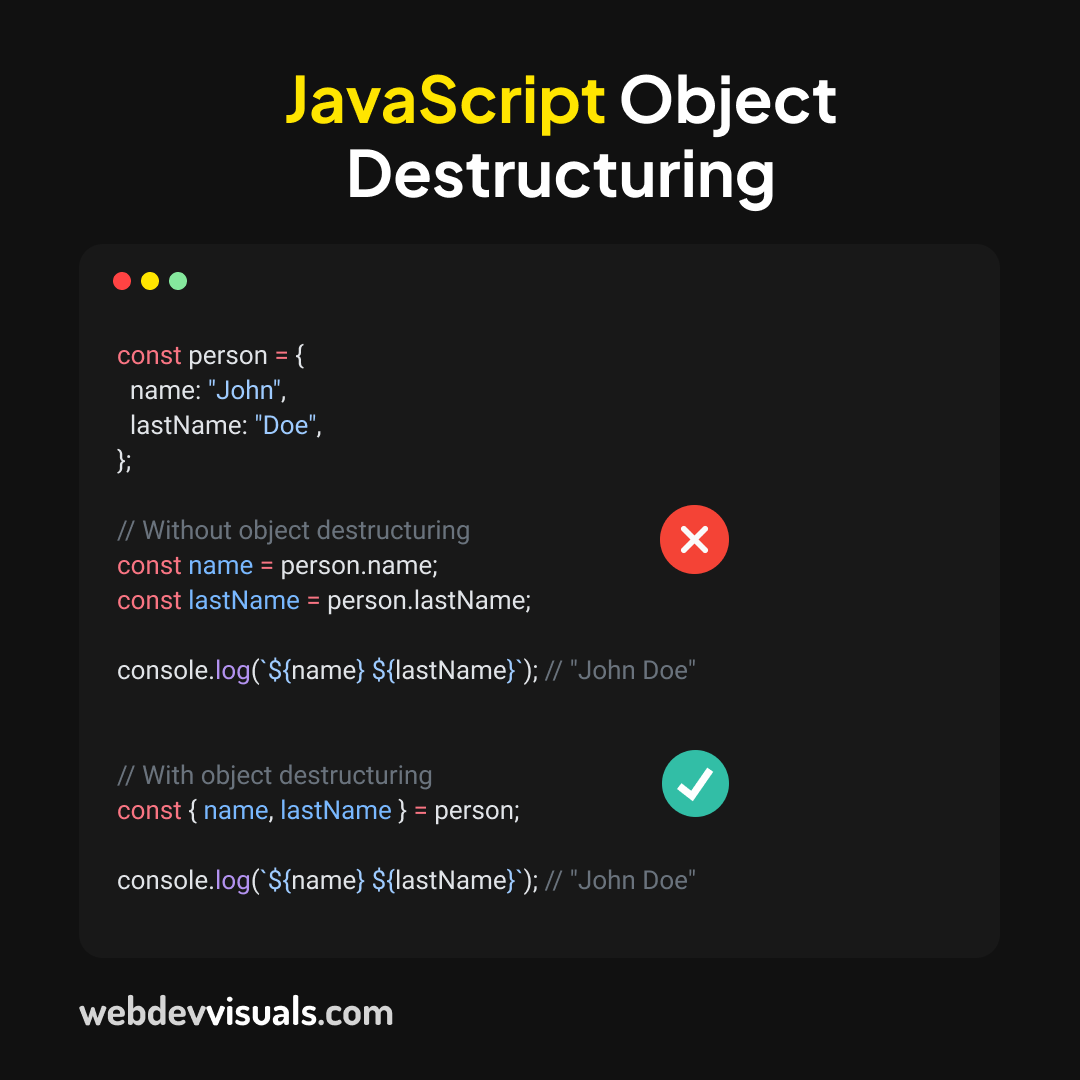 JavaScript Object
Destructuring
const person = {
  name: "John",
  lastName: "Doe",
};
// Without object destructuring
const name = person.name;
const lastName = person.lastName;
console.log(`${name} ${lastName}`); // "John Doe"
// With object destructuring
const { name, lastName } = person;
console.log(`${name} ${lastName}`); // "John Doe"
webdevvisuals.com